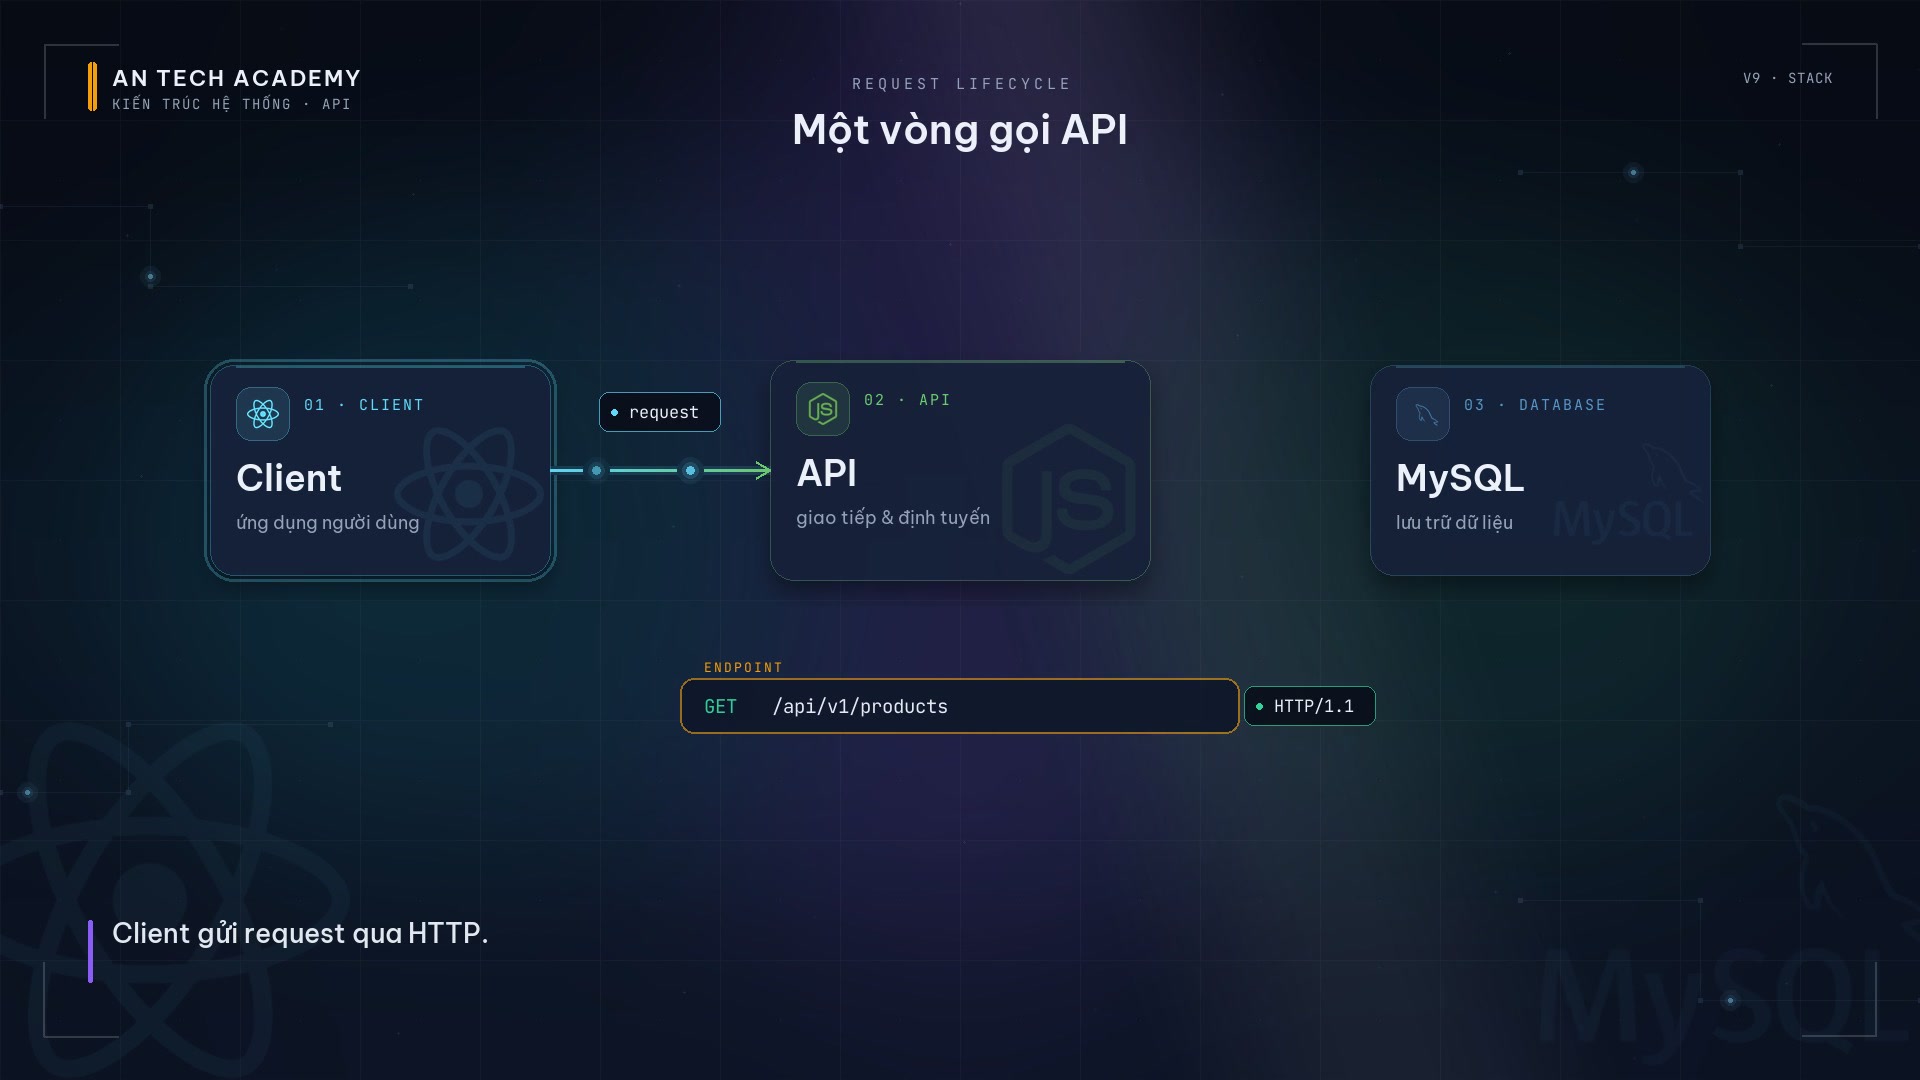 AN TECH ACADEMY
KIẾN TRÚC HỆ THỐNG · API
REQUEST LIFECYCLE
Một vòng gọi API
V9 · STACK
01 · CLIENT
Client
ứng dụng người dùng
request
02 · API
API
giao tiếp & định tuyến
JS
JS
03 · DATABASE
MySQL
lưu trữ dữ liệu
MySQL
ENDPOINT
GET /api/v1/products
HTTP/1.1
Client gửi request qua HTTP.
MySQL